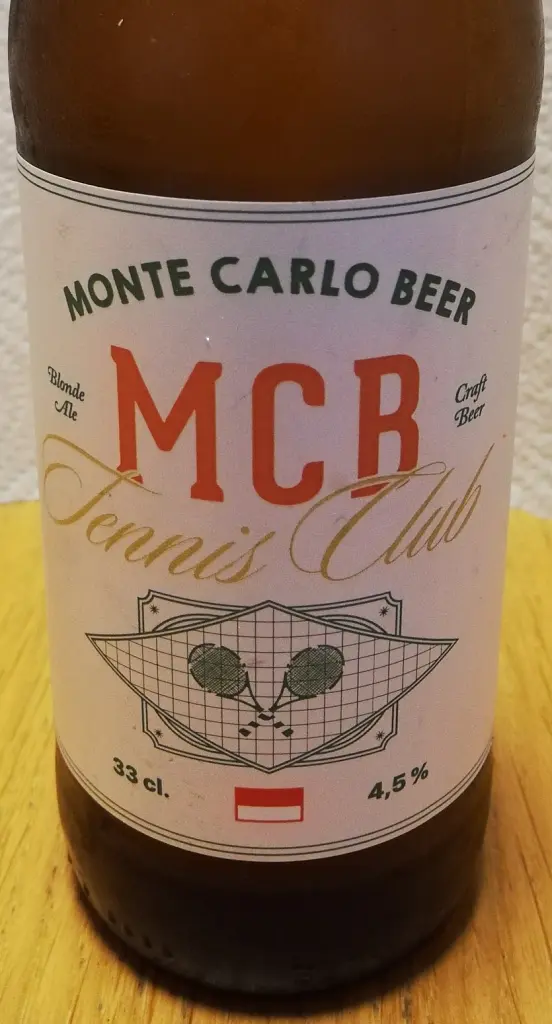 MONTE CARLO BEER
Blonde
Ale
MCB
Craft
Beer
Tennis Club
33 cl.
4,5 %